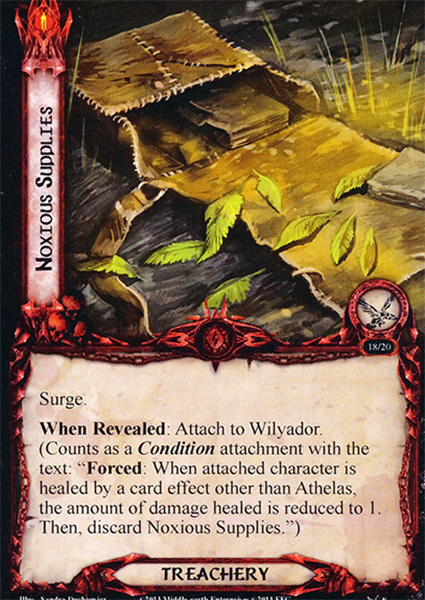 NOXIOUS SUPPLIES
18/20
Surge.
When Revealed: Attach to Wilyador.
(Counts as a Condition attachment with the
text: “Forced: When attached character is
healed by a card effect other than Athelas,
the amount of damage healed is reduced to 1.
Then, discard Noxious Supplies.”)
TREACHERY